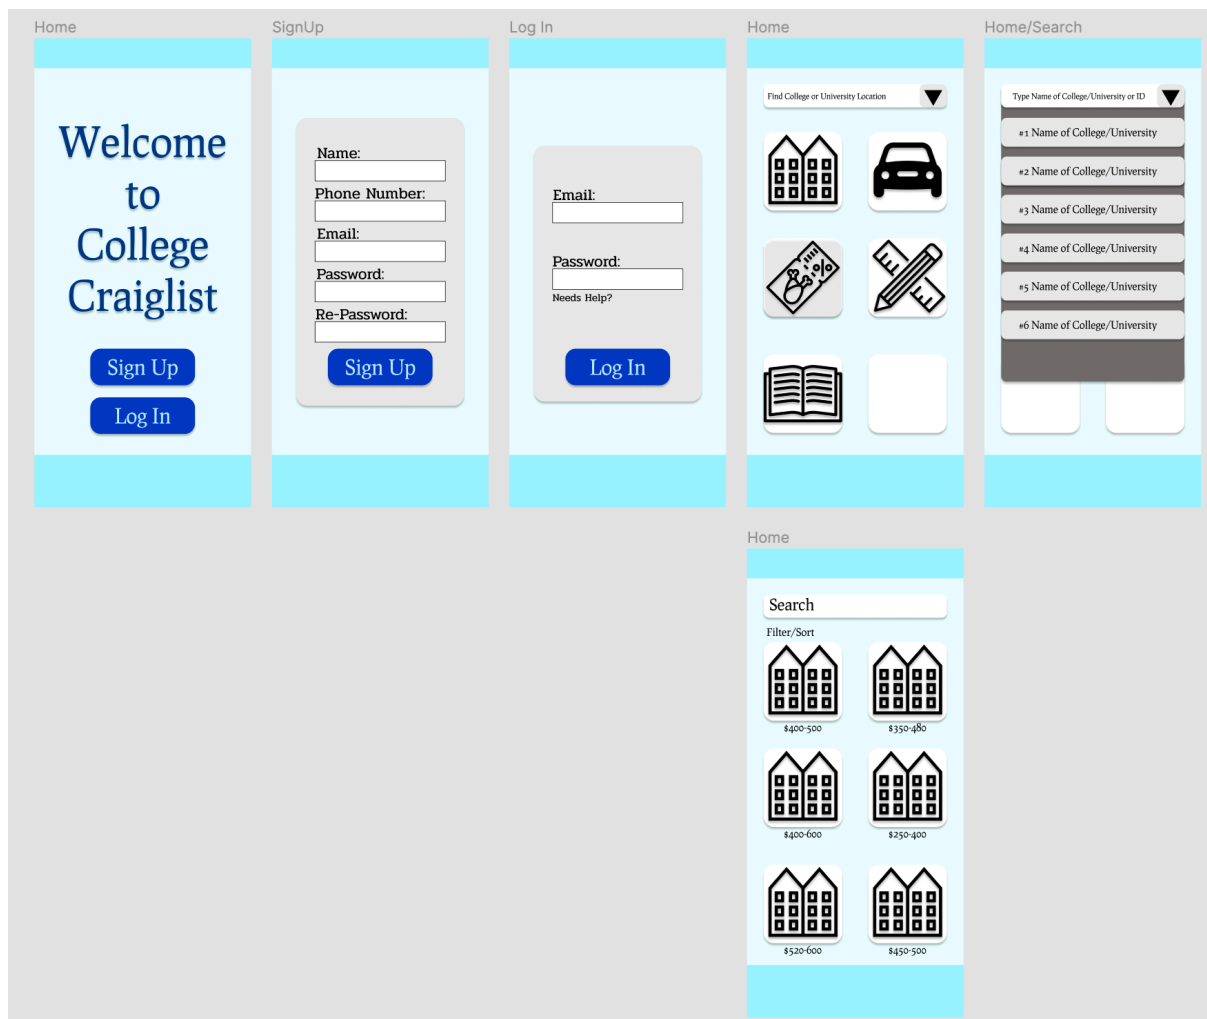 Home
Welcome
to
College
Craiglist
Sign Up
Log In
SignUp
Name:
Phone Number:
Email:
Password:
Re-Password:
Sign Up
Log In
Email:
Password:
Needs Help?
Log In
Home
Find College or University Location
%
Home/Search
Type Name of College/University or ID
#1 Name of College/University
#2 Name of College/University
#3 Name of College/University
#4 Name of College/University
#5 Name of College/University
#6 Name of College/University
Home
Search
Filter/Sort
$400-500
$350-480
$400-600
$250-400
$520-600
$450-500